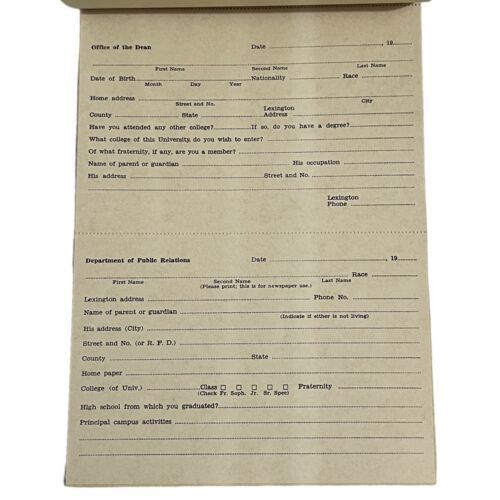 Office of the Dean Date , 19
First Name Second Name Last Name
Date of Birth Nationality Race
Month Day Year
Home address
Street and No. City
County State Lexington Address
Have you attended any other college? If so, do you have a degree?
What college of this University, do you wish to enter?
Of what fraternity, if any, are you a member?
Name of parent or guardian His occupation
His address Street and No.
Lexington
Phone
Department of Public Relations Date , 19
Race
First Name Second Name Last Name
(Please print; this is for newspaper use.)
Lexington address Phone No.
Name of parent or guardian
(Indicate if either is not living)
His address (City)
Street and No. (or R. F. D.)
County State
Home paper
College (of Univ.) Class Fraternity
(Check Fr. Soph. Jr. Sr. Spec)
High school from which you graduated?
Principal campus activities